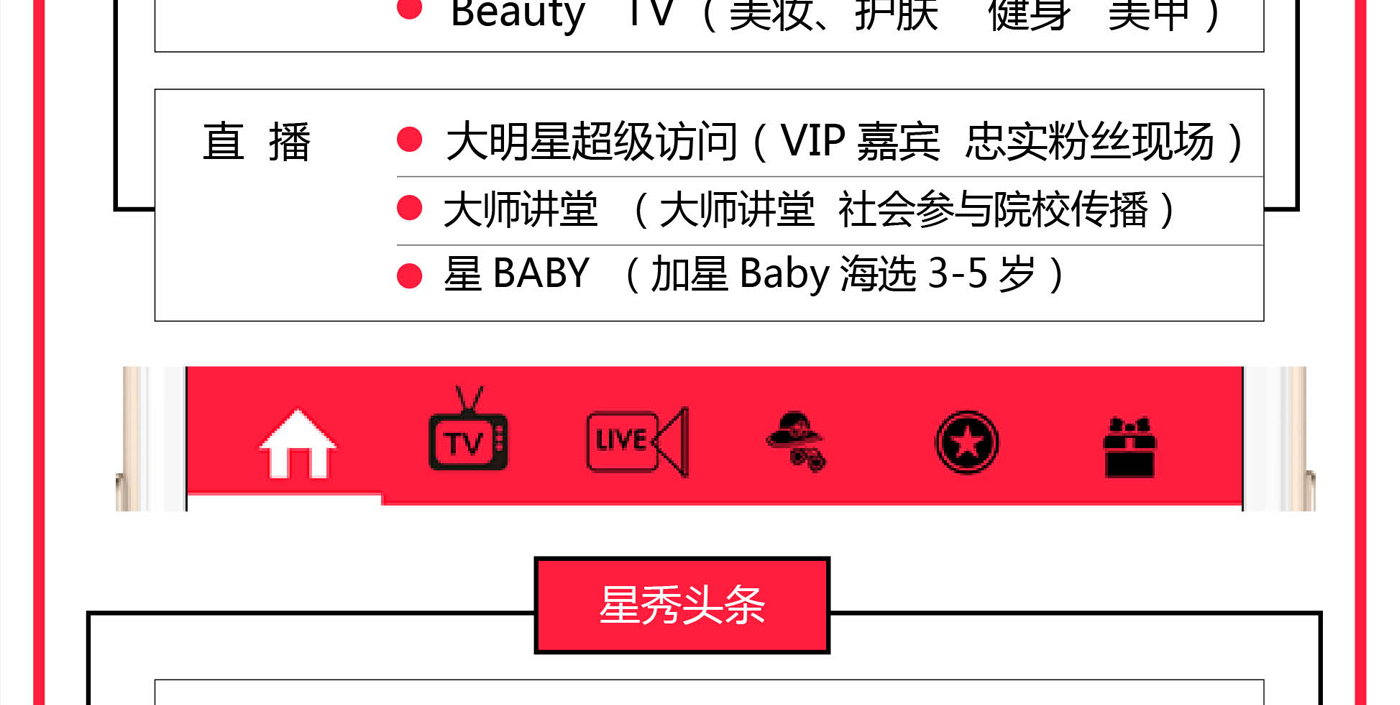 Beauty TV（美妆、护肤 健身 美甲）
直 播
大明星超级访问（VIP 嘉宾 忠实粉丝现场）
大师讲堂 （大师讲堂 社会参与院校传播）
星 BABY （加星 Baby 海选 3-5 岁）
TV
LIVE
星秀头条